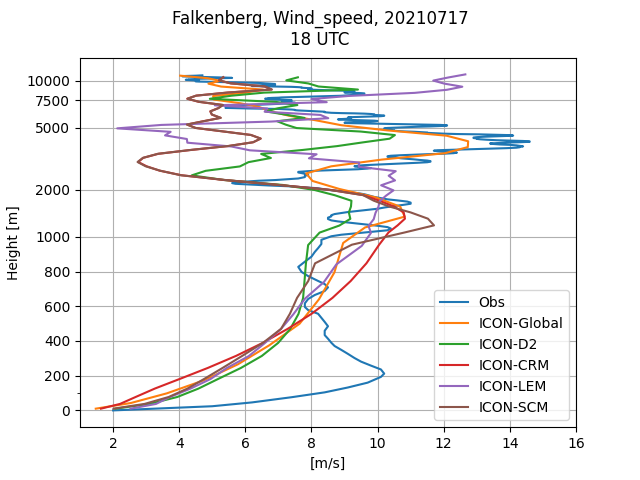 Falkenberg, Wind_speed, 20210717
18 UTC
10000
7500
5000
2000
1000
800
600
400
200
0
Height [m]
Obs
ICON-Global
ICON-D2
ICON-CRM
ICON-LEM
ICON-SCM
2 4 6 8 10 12 14 16
[m/s]